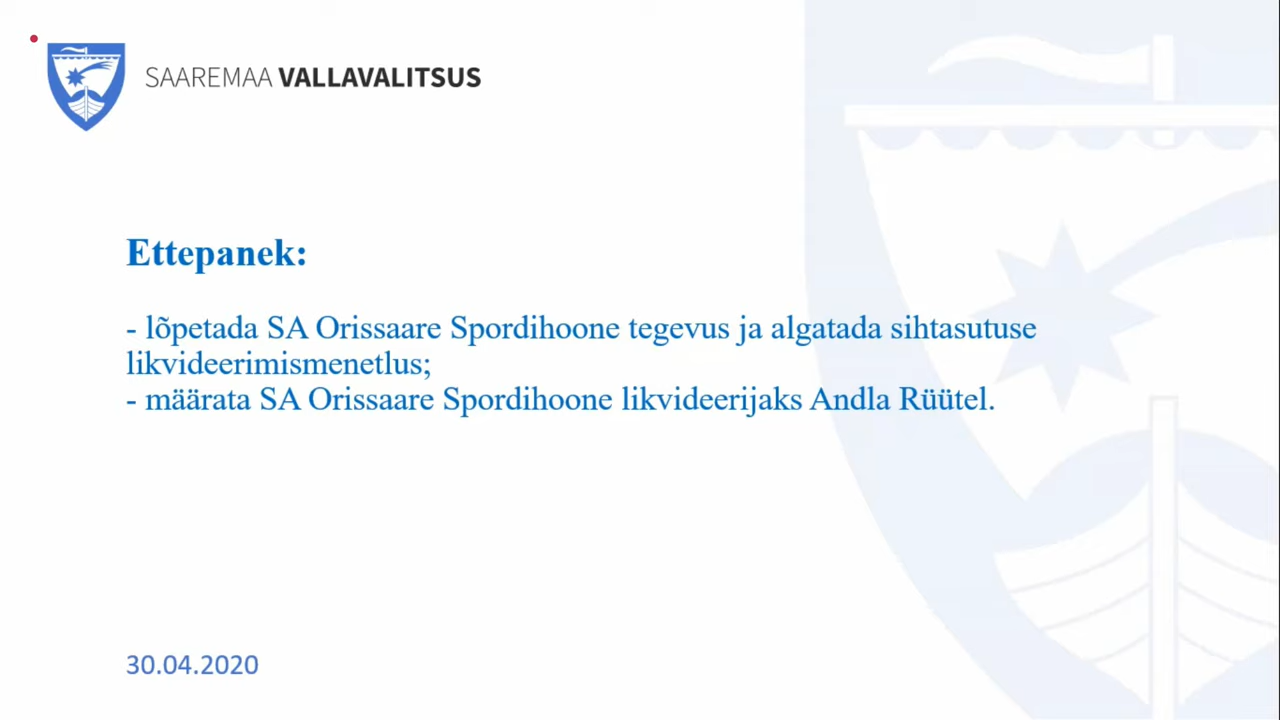 SAAREMAA VALLAVALITSUS
Ettepanek:
- lõpetada SA Orissaare Spordihoone tegevus ja algatada sihtasutuse
likvideerimismenetlus;
- määrata SA Orissaare Spordihoone likvideerijaks Andla Rüütel.
30.04.2020